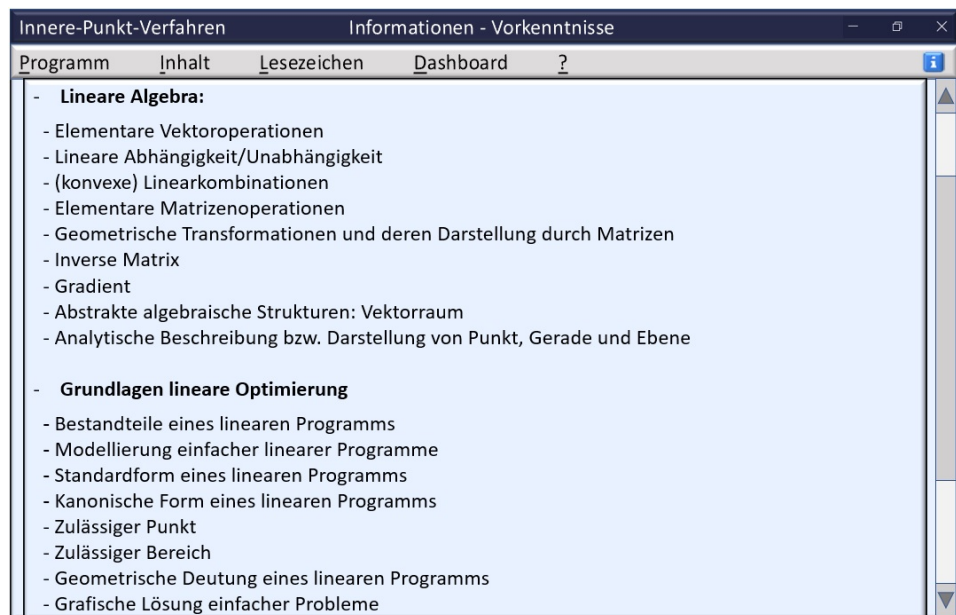 Innere-Punkt-Verfahren Informationen - Vorkenntnisse
Programm Inhalt Lesezeichen Dashboard ?
- Lineare Algebra:
- Elementare Vektoroperationen
- Lineare Abhängigkeit/Unabhängigkeit
- (konvexe) Linearkombinationen
- Elementare Matrizenoperationen
- Geometrische Transformationen und deren Darstellung durch Matrizen
- Inverse Matrix
- Gradient
- Abstrakte algebraische Strukturen: Vektorraum
- Analytische Beschreibung bzw. Darstellung von Punkt, Gerade und Ebene
- Grundlagen lineare Optimierung
- Bestandteile eines linearen Programms
- Modellierung einfacher linearer Programme
- Standardform eines linearen Programms
- Kanonische Form eines linearen Programms
- Zulässiger Punkt
- Zulässiger Bereich
- Geometrische Deutung eines linearen Programms
- Grafische Lösung einfacher Probleme